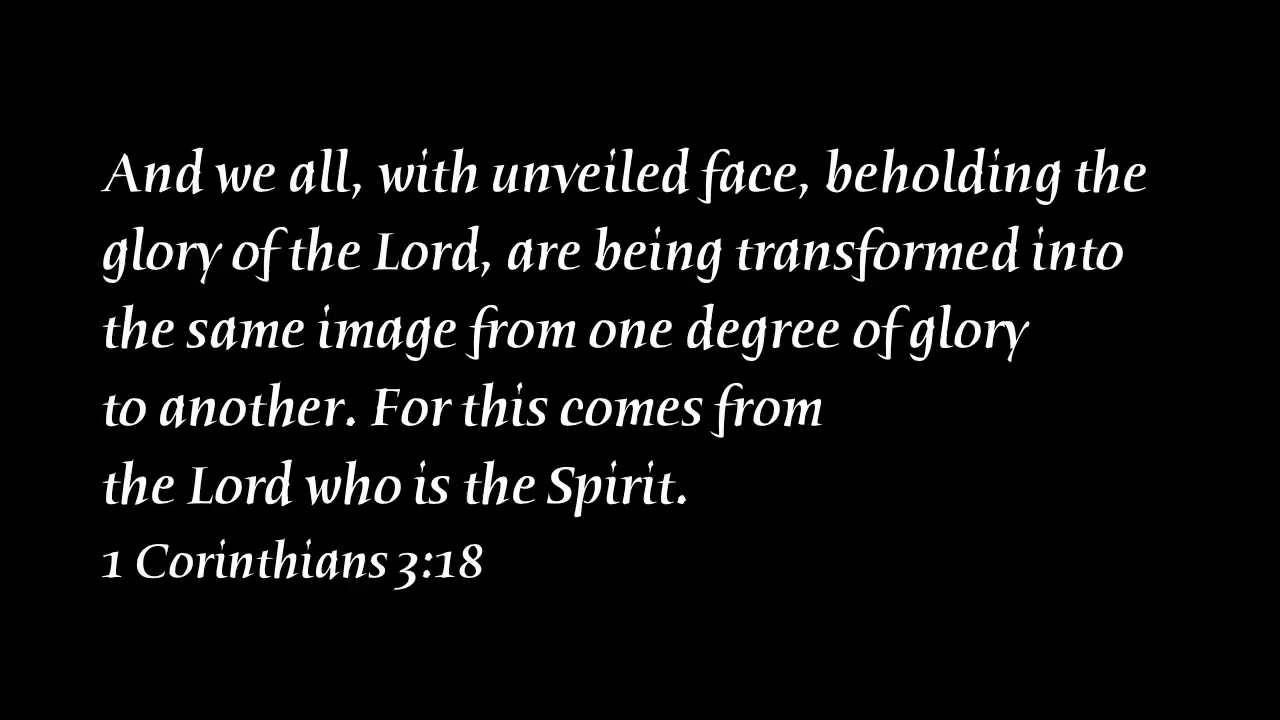 And we all, with unveiled face, beholding the
glory of the Lord, are being transformed into
the same image from one degree of glory
to another. For this comes from
the Lord who is the Spirit.
1 Corinthians 3:18